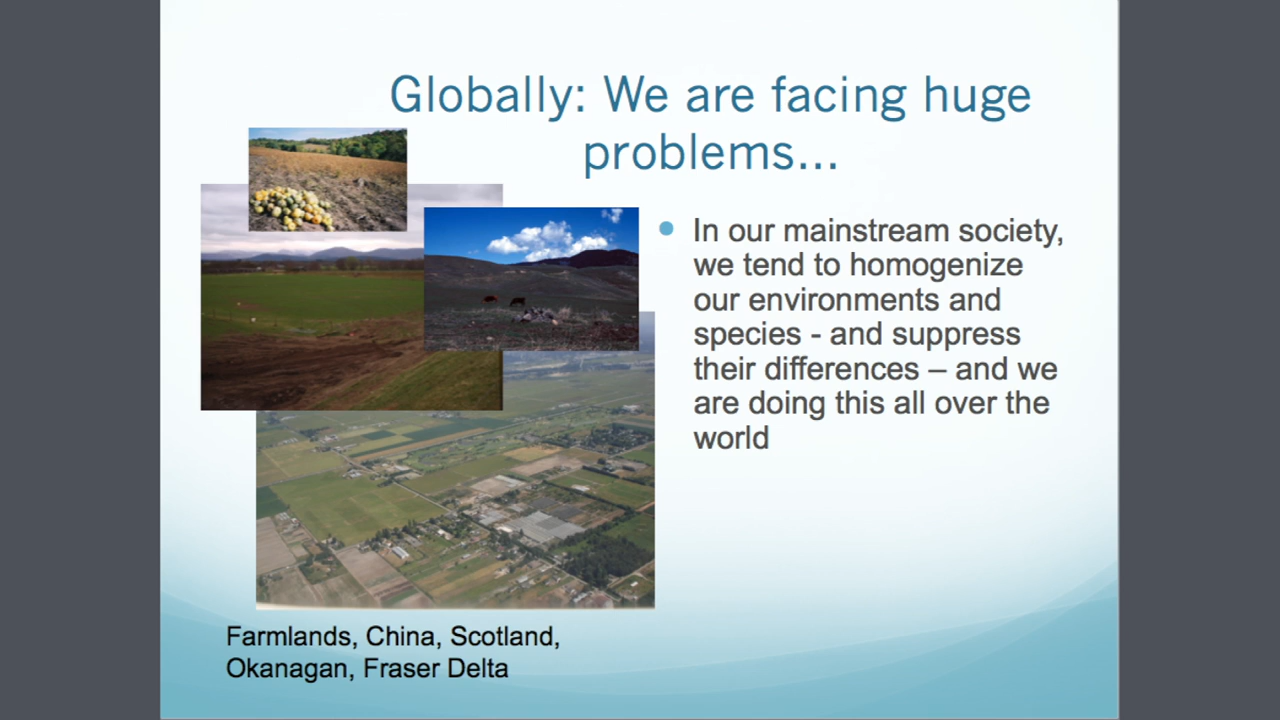 Globally: We are facing huge
problems...
In our mainstream society,
we tend to homogenize
our environments and
species - and suppress
their differences – and we
are doing this all over the
world
Farmlands, China, Scotland,
Okanagan, Fraser Delta